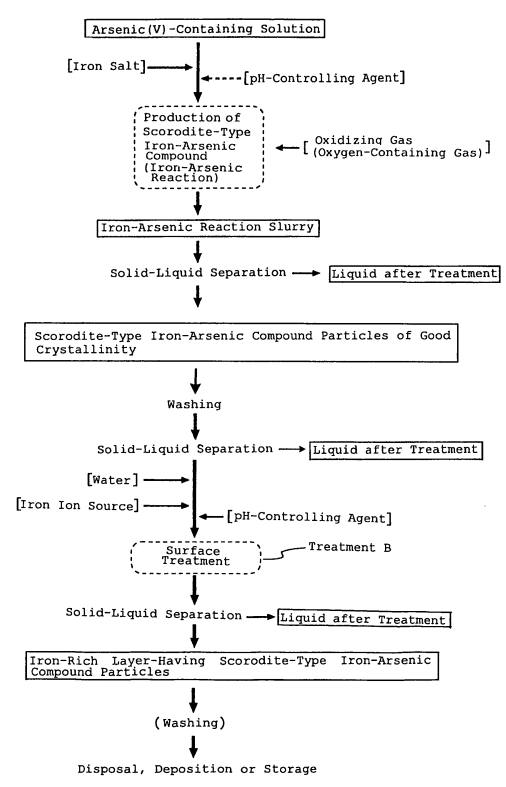 Arsenic(V)-Containing Solution
[Iron Salt]
[pH-Controlling Agent]
Production of
Scorodite-Type
Iron-Arsenic
Compound
(Iron-Arsenic
Reaction)
[ Oxidizing Gas
(Oxygen-Containing Gas) ]
Iron-Arsenic Reaction Slurry
Solid-Liquid Separation
Liquid after Treatment
Scorodite-Type Iron-Arsenic Compound Particles of Good
Crystallinity
Washing
Solid-Liquid Separation
Liquid after Treatment
[Water]
[Iron Ion Source]
[pH-Controlling Agent]
Surface
Treatment
Treatment B
Solid-Liquid Separation
Liquid after Treatment
Iron-Rich Layer-Having Scorodite-Type Iron-Arsenic
Compound Particles
(Washing)
Disposal, Deposition or Storage